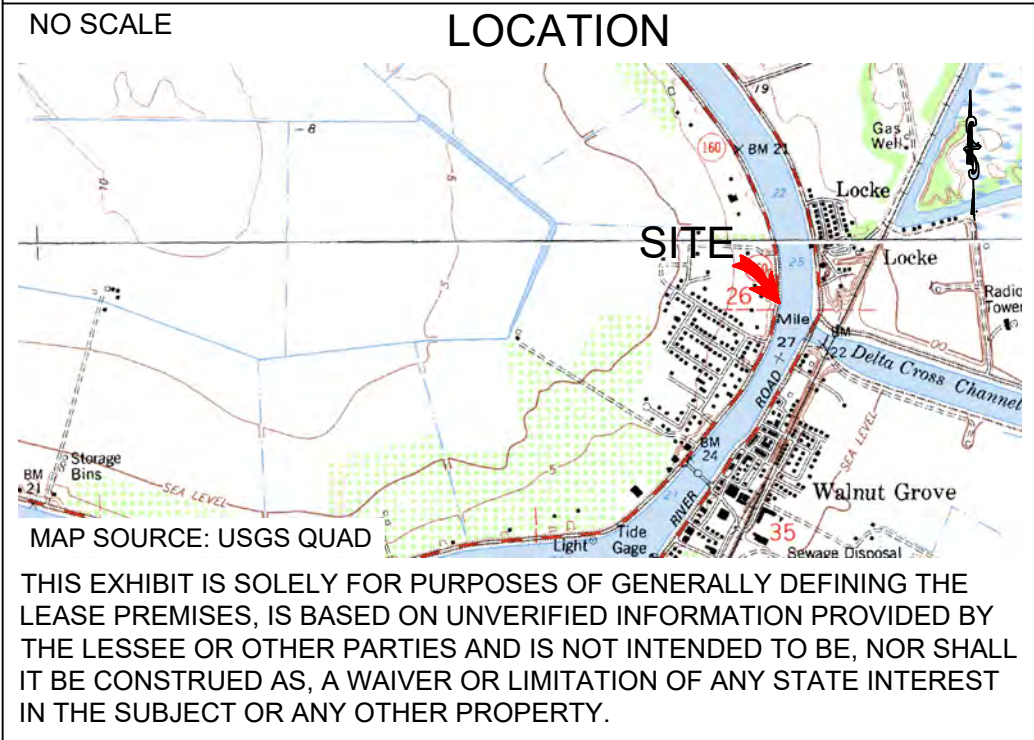 NO SCALE
LOCATION
19
-8
160
BM 21
Gas
Well
22
Locke
10
5
5
SITE
25
Locke
26
Radio
Tower
5
Mile
27
BM
22
Delta Cross Channel
ROAD
BM
24
SEA LEVEL
Storage
Bins
BM
21
SEA LEVEL
5
21
Walnut Grove
RIVER
35
MAP SOURCE: USGS QUAD
Light
Tide
Gage
Sewage Disposal
THIS EXHIBIT IS SOLELY FOR PURPOSES OF GENERALLY DEFINING THE
LEASE PREMISES, IS BASED ON UNVERIFIED INFORMATION PROVIDED BY
THE LESSEE OR OTHER PARTIES AND IS NOT INTENDED TO BE, NOR SHALL
IT BE CONSTRUED AS, A WAIVER OR LIMITATION OF ANY STATE INTEREST
IN THE SUBJECT OR ANY OTHER PROPERTY.